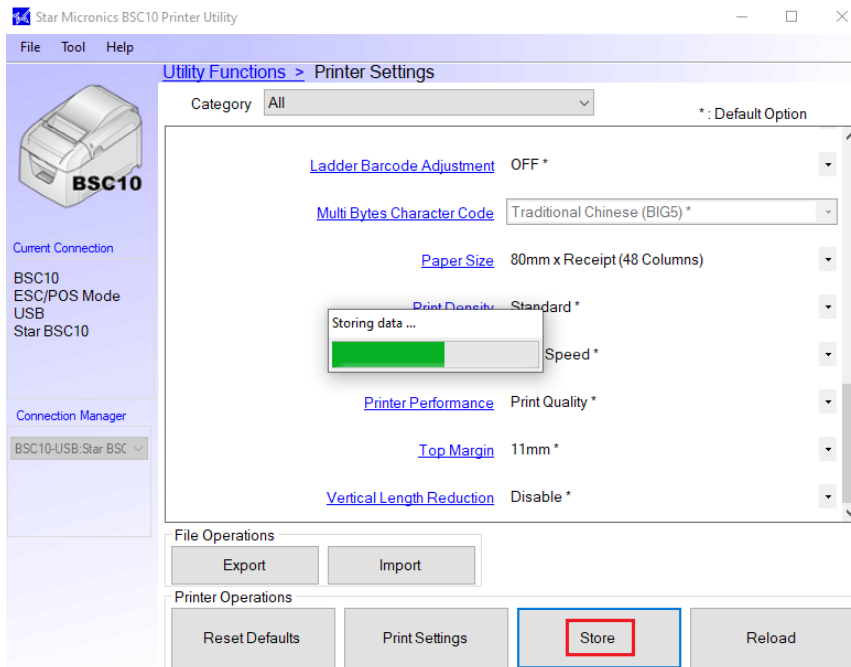 Star Micronics BSC10 Printer Utility
File Tool Help
Utility Functions > Printer Settings
Category All
* : Default Option
BSC10
Current Connection
BSC10
ESC/POS Mode
USB
Star BSC10
Connection Manager
BSC10-USB:Star BSC
Ladder Barcode Adjustment OFF *
Multi Bytes Character Code Traditional Chinese (BIG5) *
Paper Size 80mm x Receipt (48 Columns)
Print Density Standard *
Storing data ...
Speed *
Printer Performance Print Quality *
Top Margin 11mm *
Vertical Length Reduction Disable *
File Operations
Export Import
Printer Operations
Reset Defaults Print Settings Store Reload